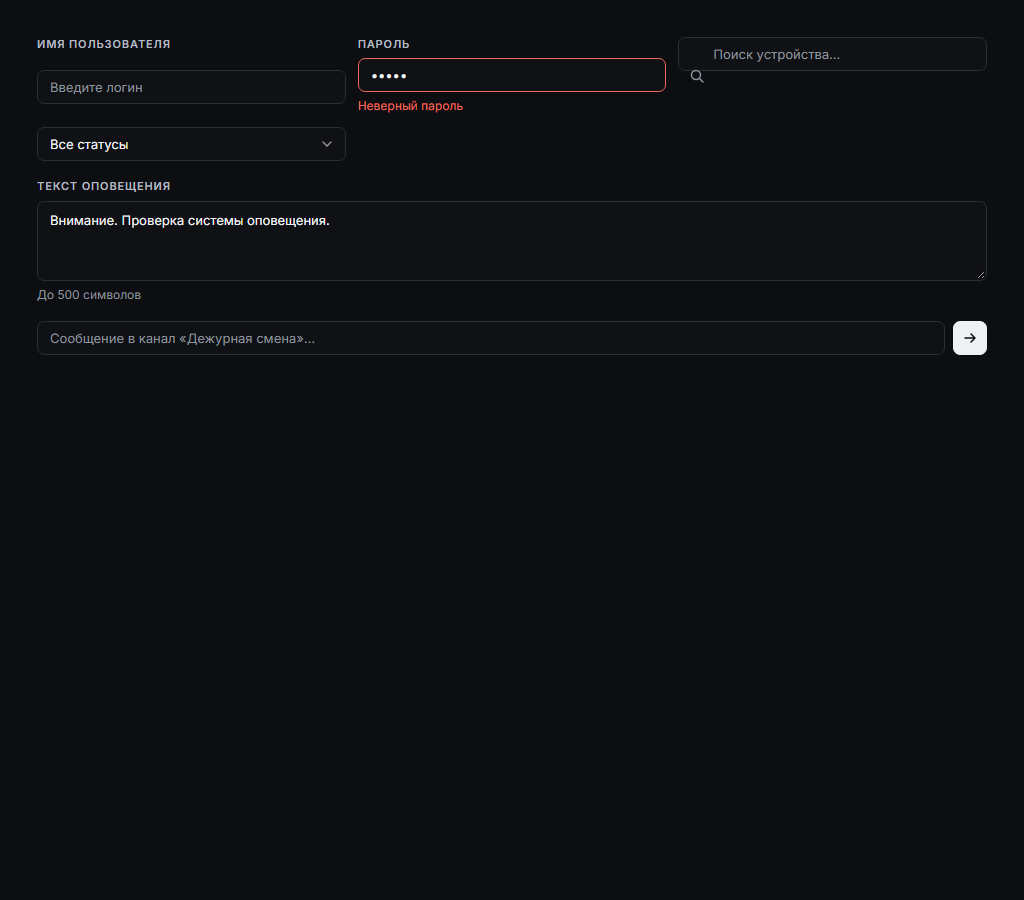 ИМЯ ПОЛЬЗОВАТЕЛЯ
Введите логин
ПАРОЛЬ
•••••
Неверный пароль
Поиск устройства...
Все статусы
ТЕКСТ ОПОВЕЩЕНИЯ
Внимание. Проверка системы оповещения.
До 500 символов
Сообщение в канал «Дежурная смена»...